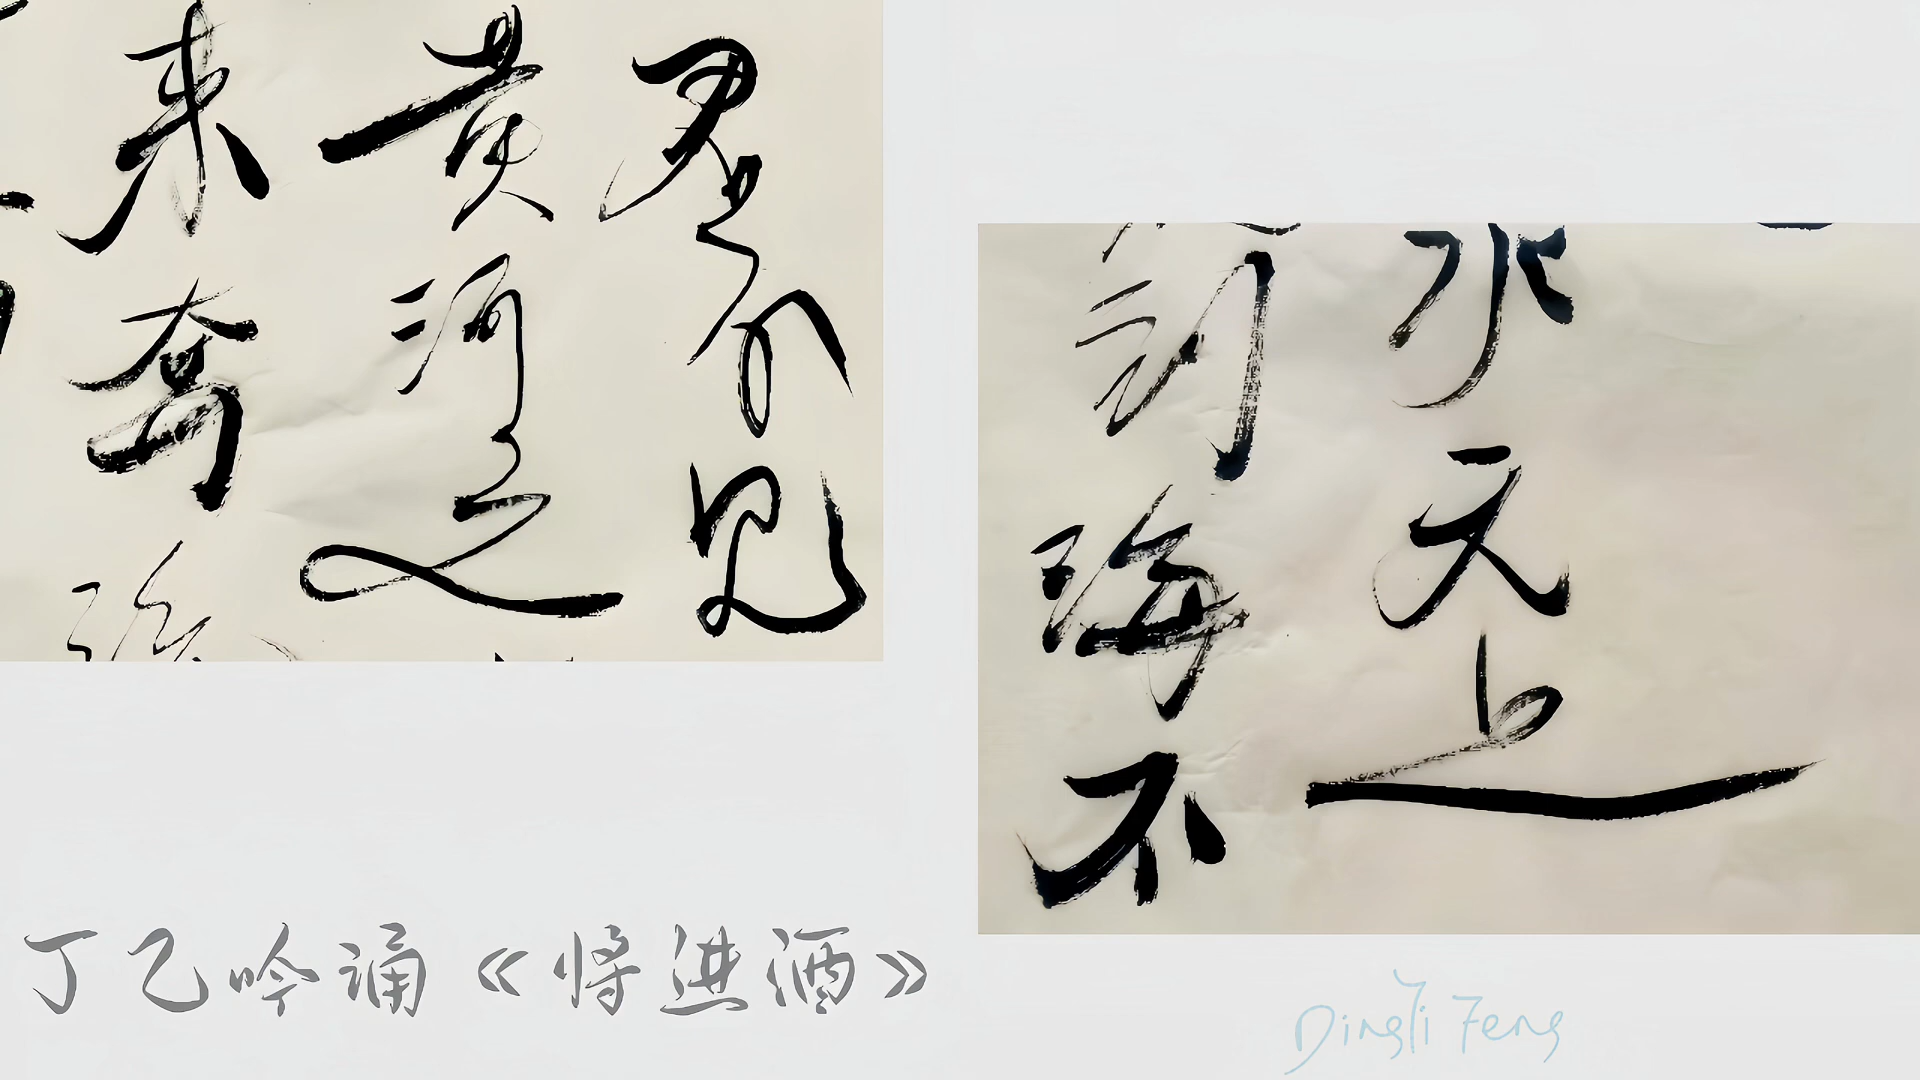 君不见
黄河之
来奔
水天上
到海不
丁乙吟诵《将进酒》
DingYi Feng